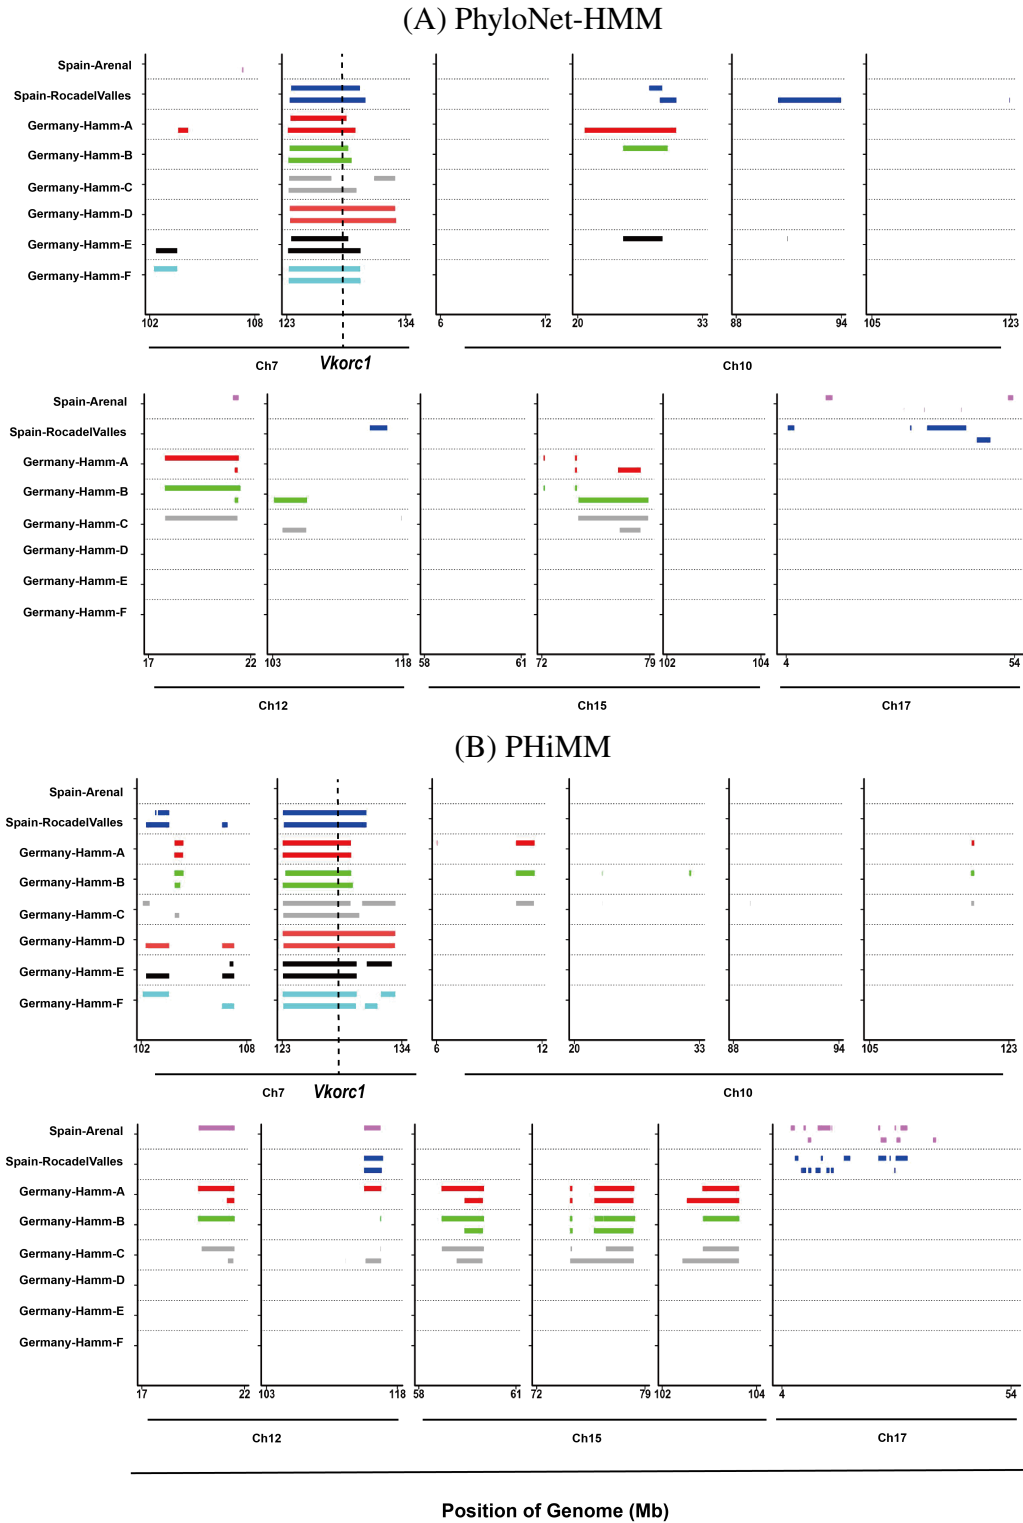 (A) PhyloNet-HMM
Spain-Arenal
Spain-RocadelValles
Germany-Hamm-A
Germany-Hamm-B
Germany-Hamm-C
Germany-Hamm-D
Germany-Hamm-E
Germany-Hamm-F
102 108 123 134 6 12 20 33 88 94 105 123
Ch7 Vkorc1 Ch10
Spain-Arenal
Spain-RocadelValles
Germany-Hamm-A
Germany-Hamm-B
Germany-Hamm-C
Germany-Hamm-D
Germany-Hamm-E
Germany-Hamm-F
17 22 103 118 58 61 72 79 102 104 4 54
Ch12 Ch15 Ch17
(B) PHiMM
Spain-Arenal
Spain-RocadelValles
Germany-Hamm-A
Germany-Hamm-B
Germany-Hamm-C
Germany-Hamm-D
Germany-Hamm-E
Germany-Hamm-F
102 108 123 134 6 12 20 33 88 94 105 123
Ch7 Vkorc1 Ch10
Spain-Arenal
Spain-RocadelValles
Germany-Hamm-A
Germany-Hamm-B
Germany-Hamm-C
Germany-Hamm-D
Germany-Hamm-E
Germany-Hamm-F
17 22 103 118 58 61 72 79 102 104 4 54
Ch12 Ch15 Ch17
Position of Genome (Mb)